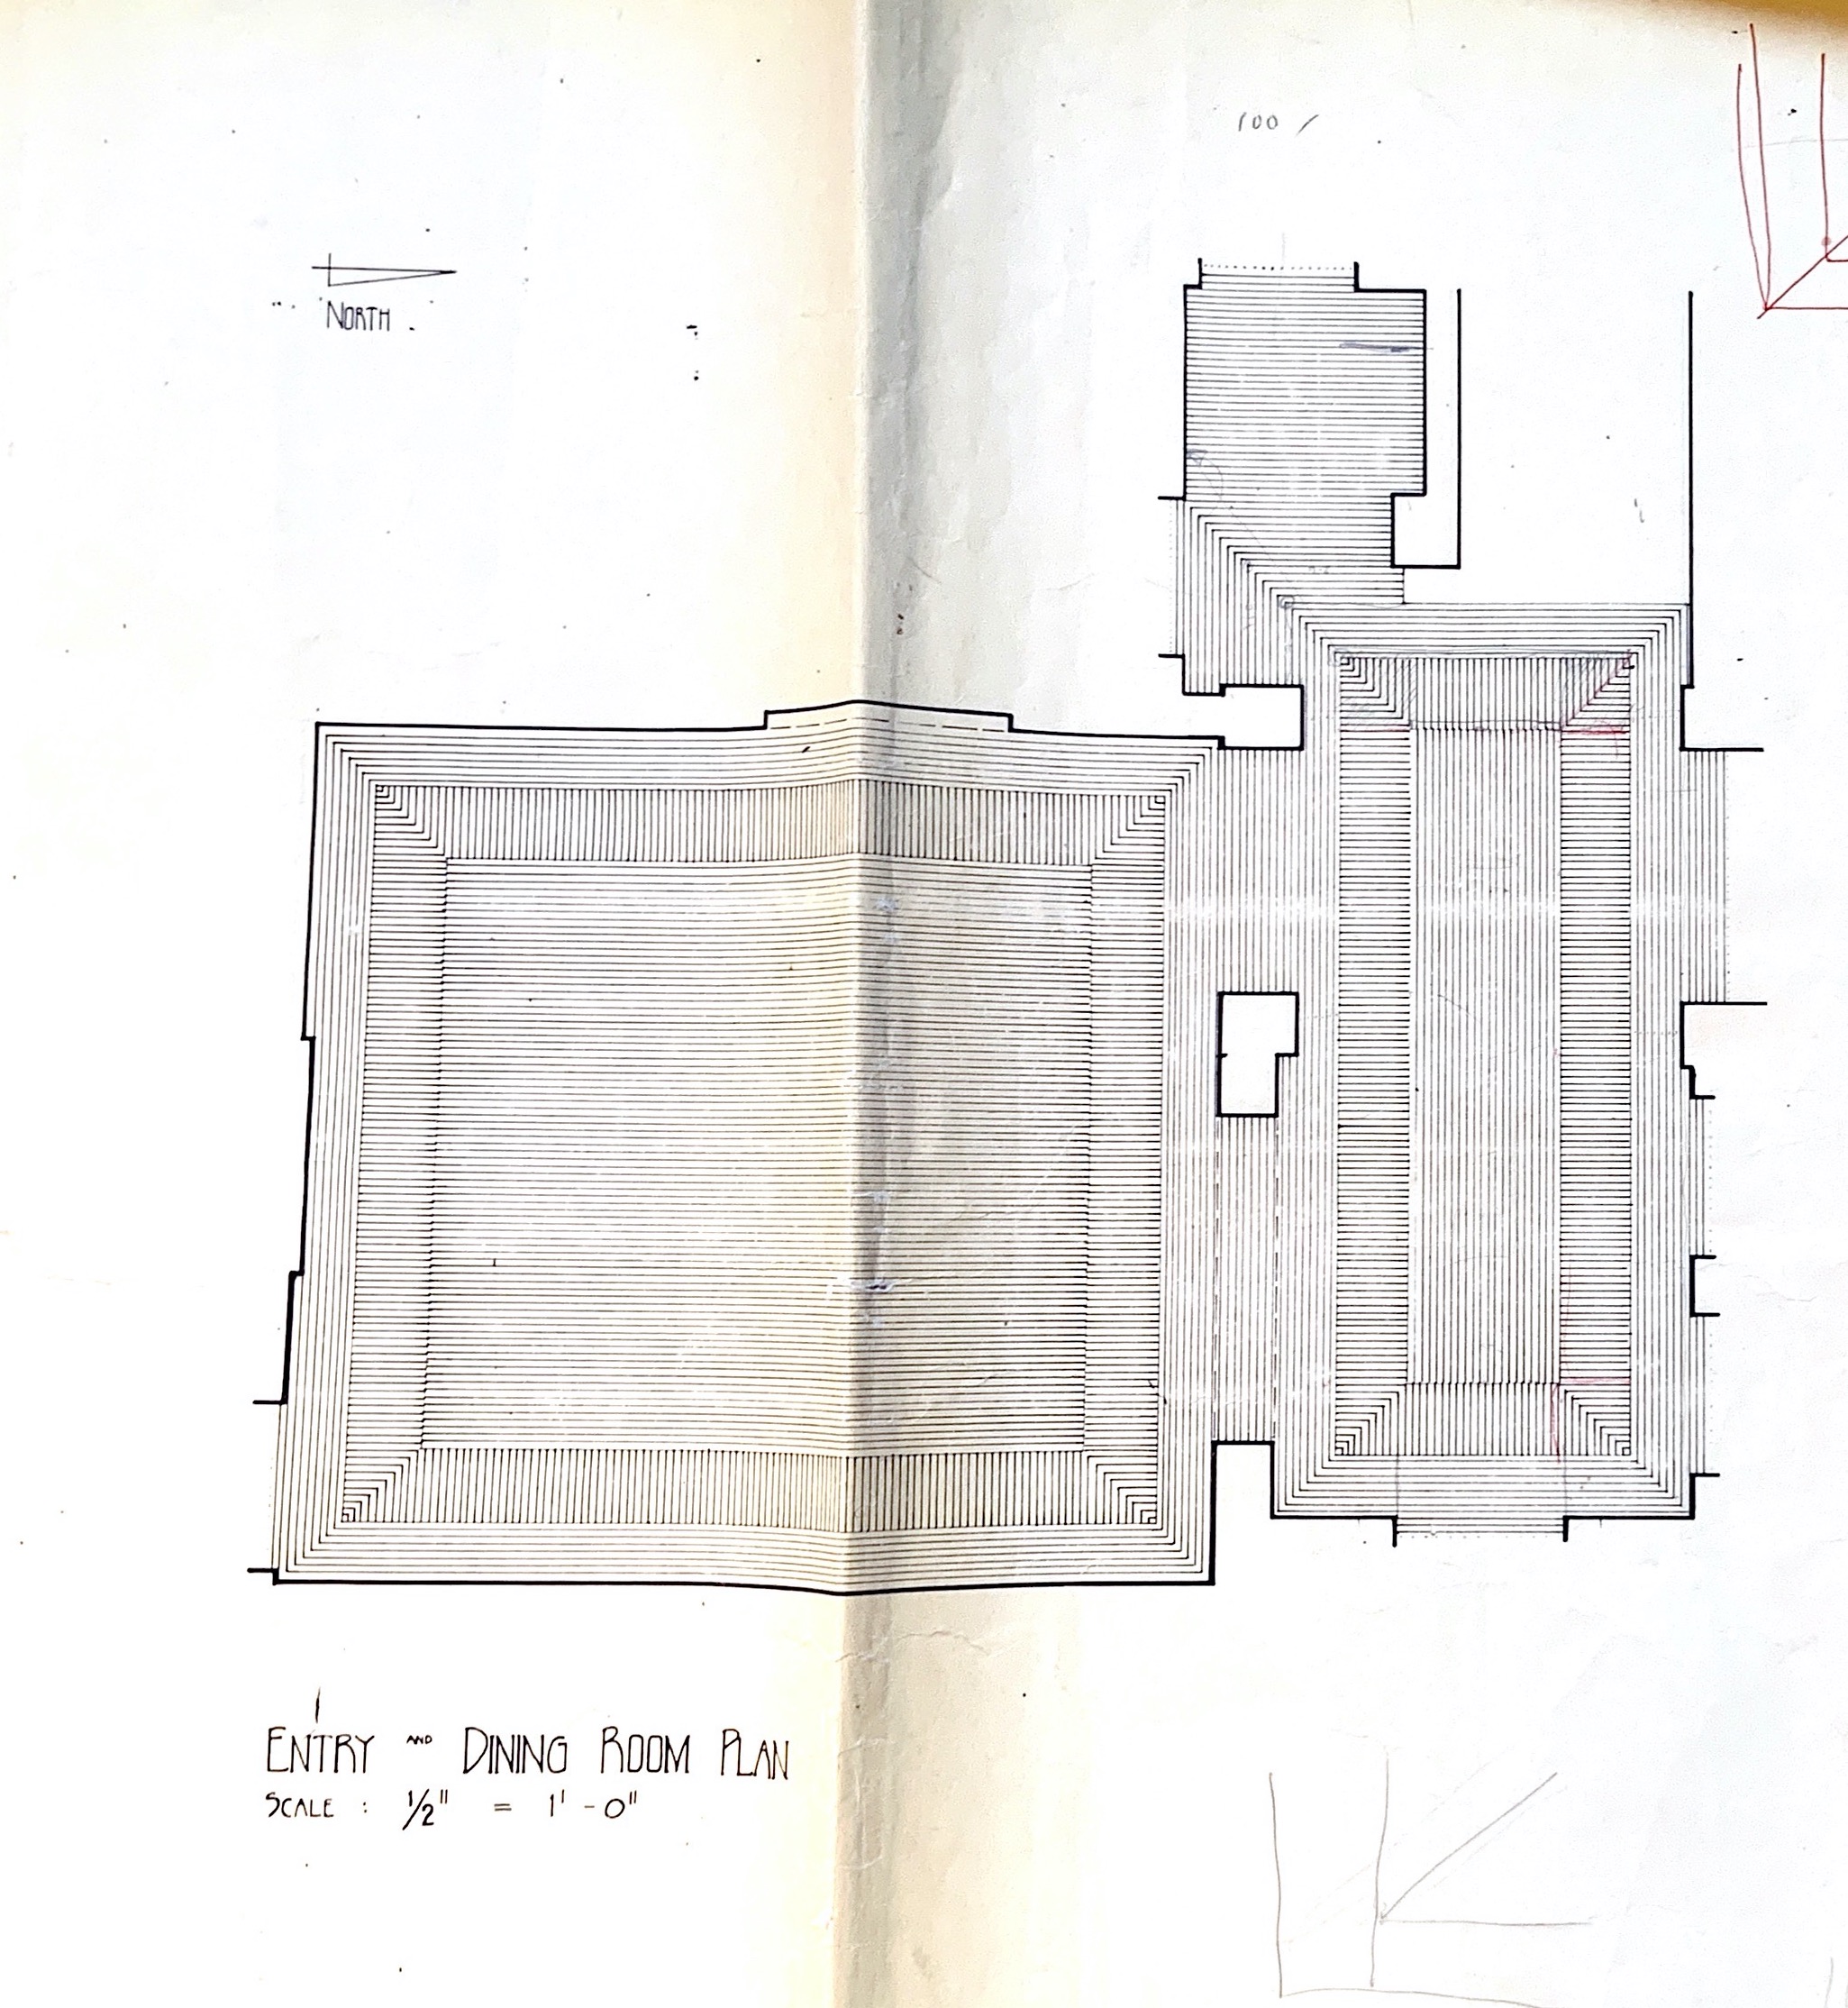 100 /
NORTH
ENTRY AND DINING ROOM PLAN
SCALE : 1/2" = 1' - 0"